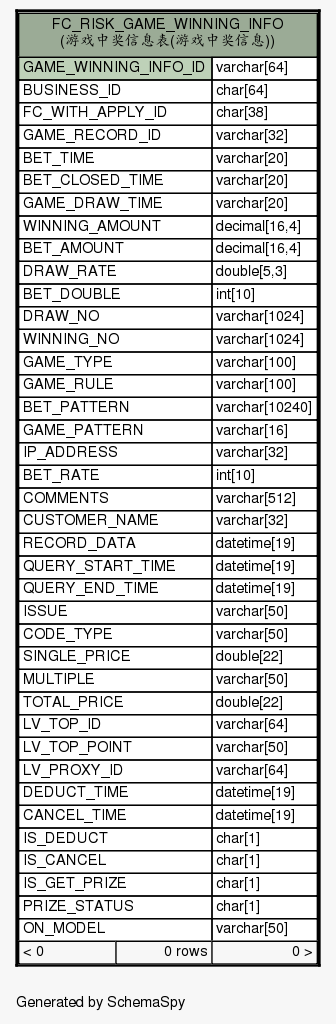 FC_RISK_GAME_WINNING_INFO
(游戏中奖信息表(游戏中奖信息))
GAME_WINNING_INFO_ID varchar[64]
BUSINESS_ID char[64]
FC_WITH_APPLY_ID char[38]
GAME_RECORD_ID varchar[32]
BET_TIME varchar[20]
BET_CLOSED_TIME varchar[20]
GAME_DRAW_TIME varchar[20]
WINNING_AMOUNT decimal[16,4]
BET_AMOUNT decimal[16,4]
DRAW_RATE double[5,3]
BET_DOUBLE int[10]
DRAW_NO varchar[1024]
WINNING_NO varchar[1024]
GAME_TYPE varchar[100]
GAME_RULE varchar[100]
BET_PATTERN varchar[10240]
GAME_PATTERN varchar[16]
IP_ADDRESS varchar[32]
BET_RATE int[10]
COMMENTS varchar[512]
CUSTOMER_NAME varchar[32]
RECORD_DATA datetime[19]
QUERY_START_TIME datetime[19]
QUERY_END_TIME datetime[19]
ISSUE varchar[50]
CODE_TYPE varchar[50]
SINGLE_PRICE double[22]
MULTIPLE varchar[50]
TOTAL_PRICE double[22]
LV_TOP_ID varchar[64]
LV_TOP_POINT varchar[50]
LV_PROXY_ID varchar[64]
DEDUCT_TIME datetime[19]
CANCEL_TIME datetime[19]
IS_DEDUCT char[1]
IS_CANCEL char[1]
IS_GET_PRIZE char[1]
PRIZE_STATUS char[1]
ON_MODEL varchar[50]
< 0 0 rows 0 >
Generated by SchemaSpy